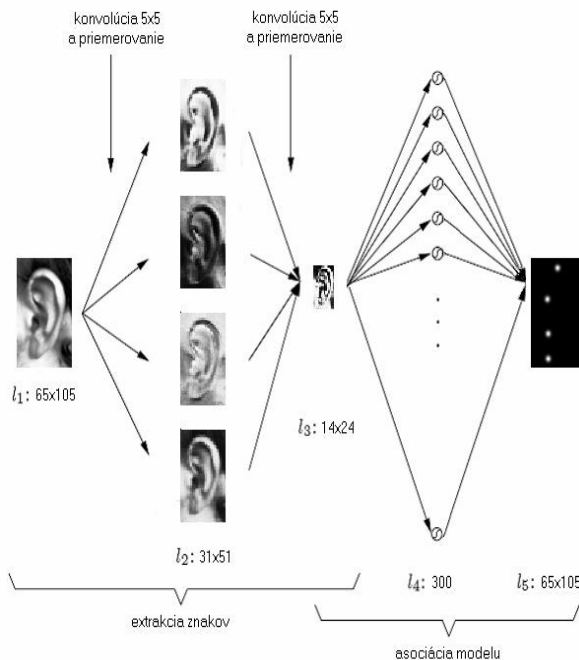 konvolúcia 5x5
a priemerovanie
konvolúcia 5x5
a priemerovanie
l₁: 65x105
l₃: 14x24
l₂: 31x51
l₄: 300
l₅: 65x105
extrakcia znakov
asociácia modelu